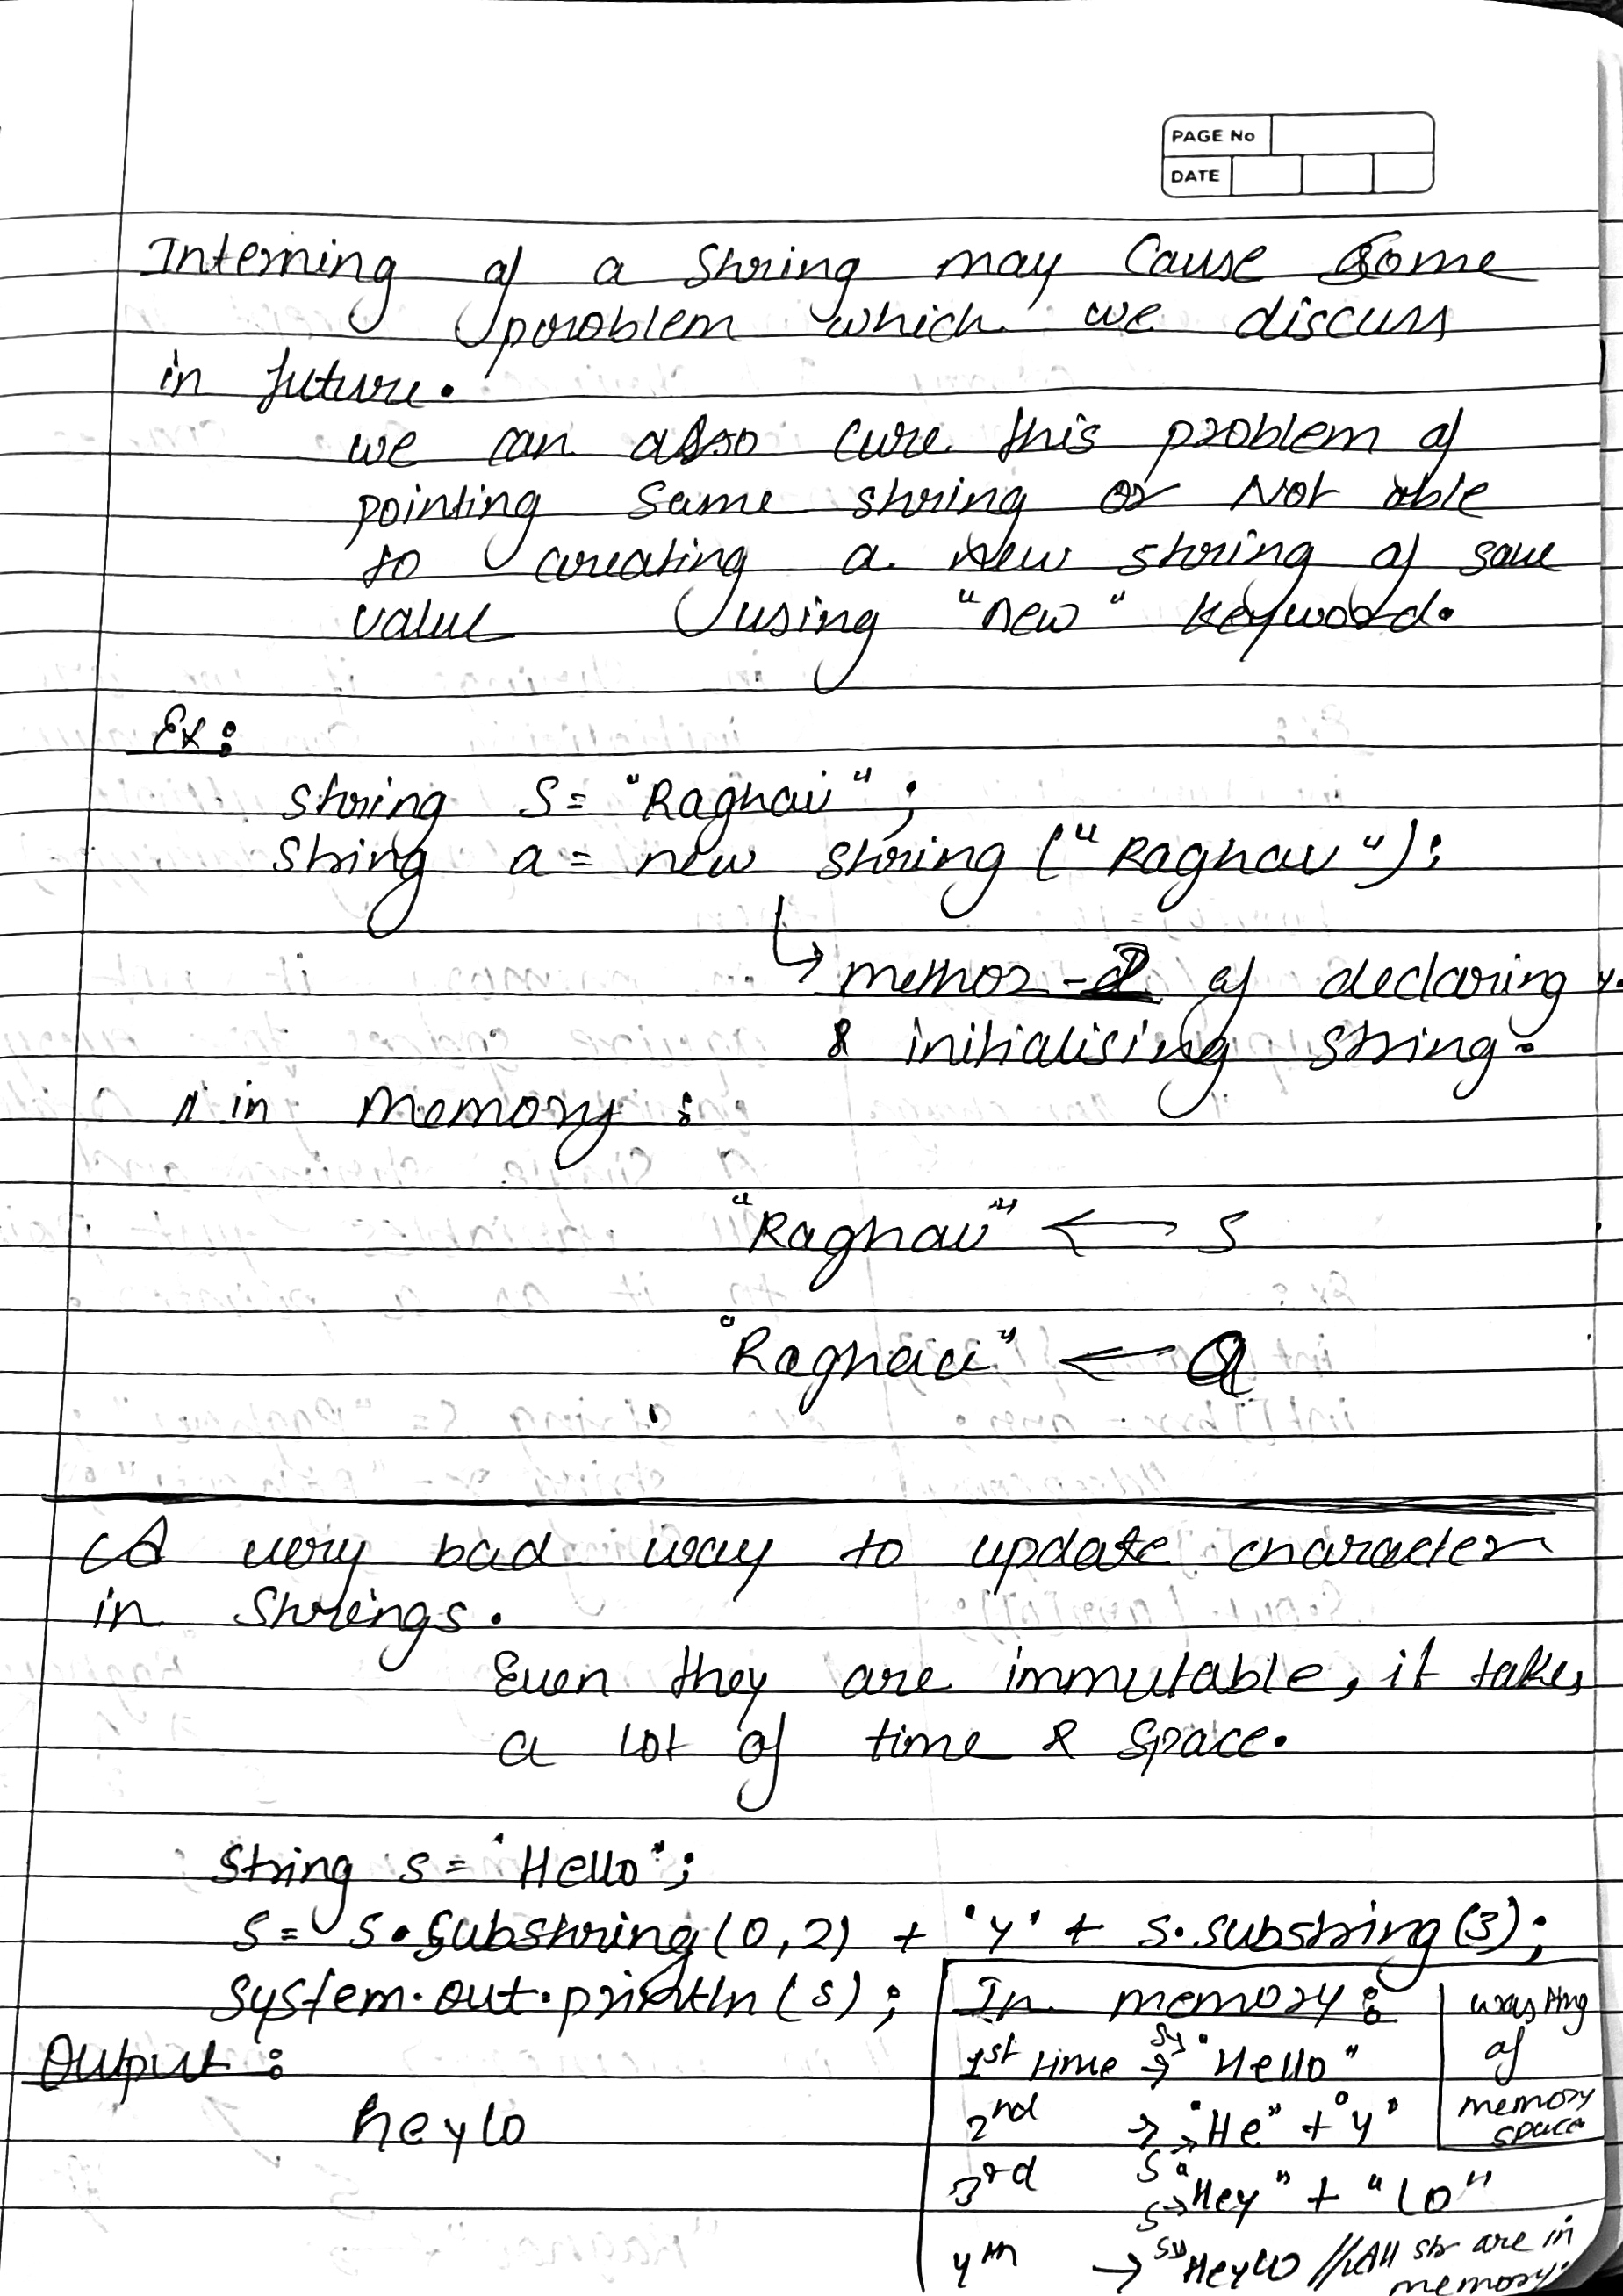 PAGE No
DATE
Interning of a string may Cause Some
problem which we discuss
in future.
we can also cure this problem of
pointing same string or Not able
to creating a new string of same
value using "new" keyword.
Ex:
string S = "Raghav";
String a = new string ("Raghav");
↳ method-2 of declaring
& initialising string.
in memory:
"Raghav" ← S
"Raghav" ← a
A very bad way to update character
in Strings.
Even they are immutable, it takes
a lot of time & space.
String s = "Hello";
S = s.substring(0,2) + 'y' + s.substring(3);
System.out.println(s);
Output:
heylo
In memory:
1st time → "Hello"
2nd → "He" + "y"
3rd s → "Hey" + "lo"
4th → Heylo // All str are in
memory.
wasting
of
memory
space